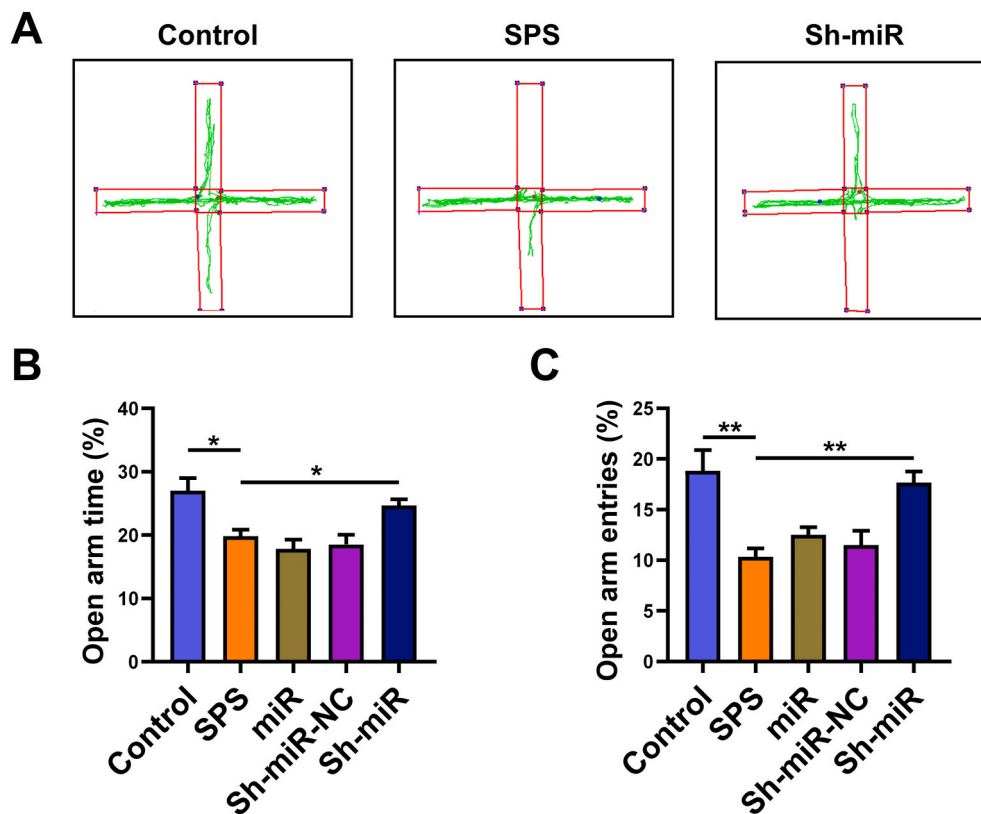 A
Control
SPS
Sh-miR
B
Open arm time (%)
40
30
20
10
0
*
*
Control
SPS
miR
Sh-miR-NC
Sh-miR
C
Open arm entries (%)
25
20
15
10
5
0
**
**
Control
SPS
miR
Sh-miR-NC
Sh-miR